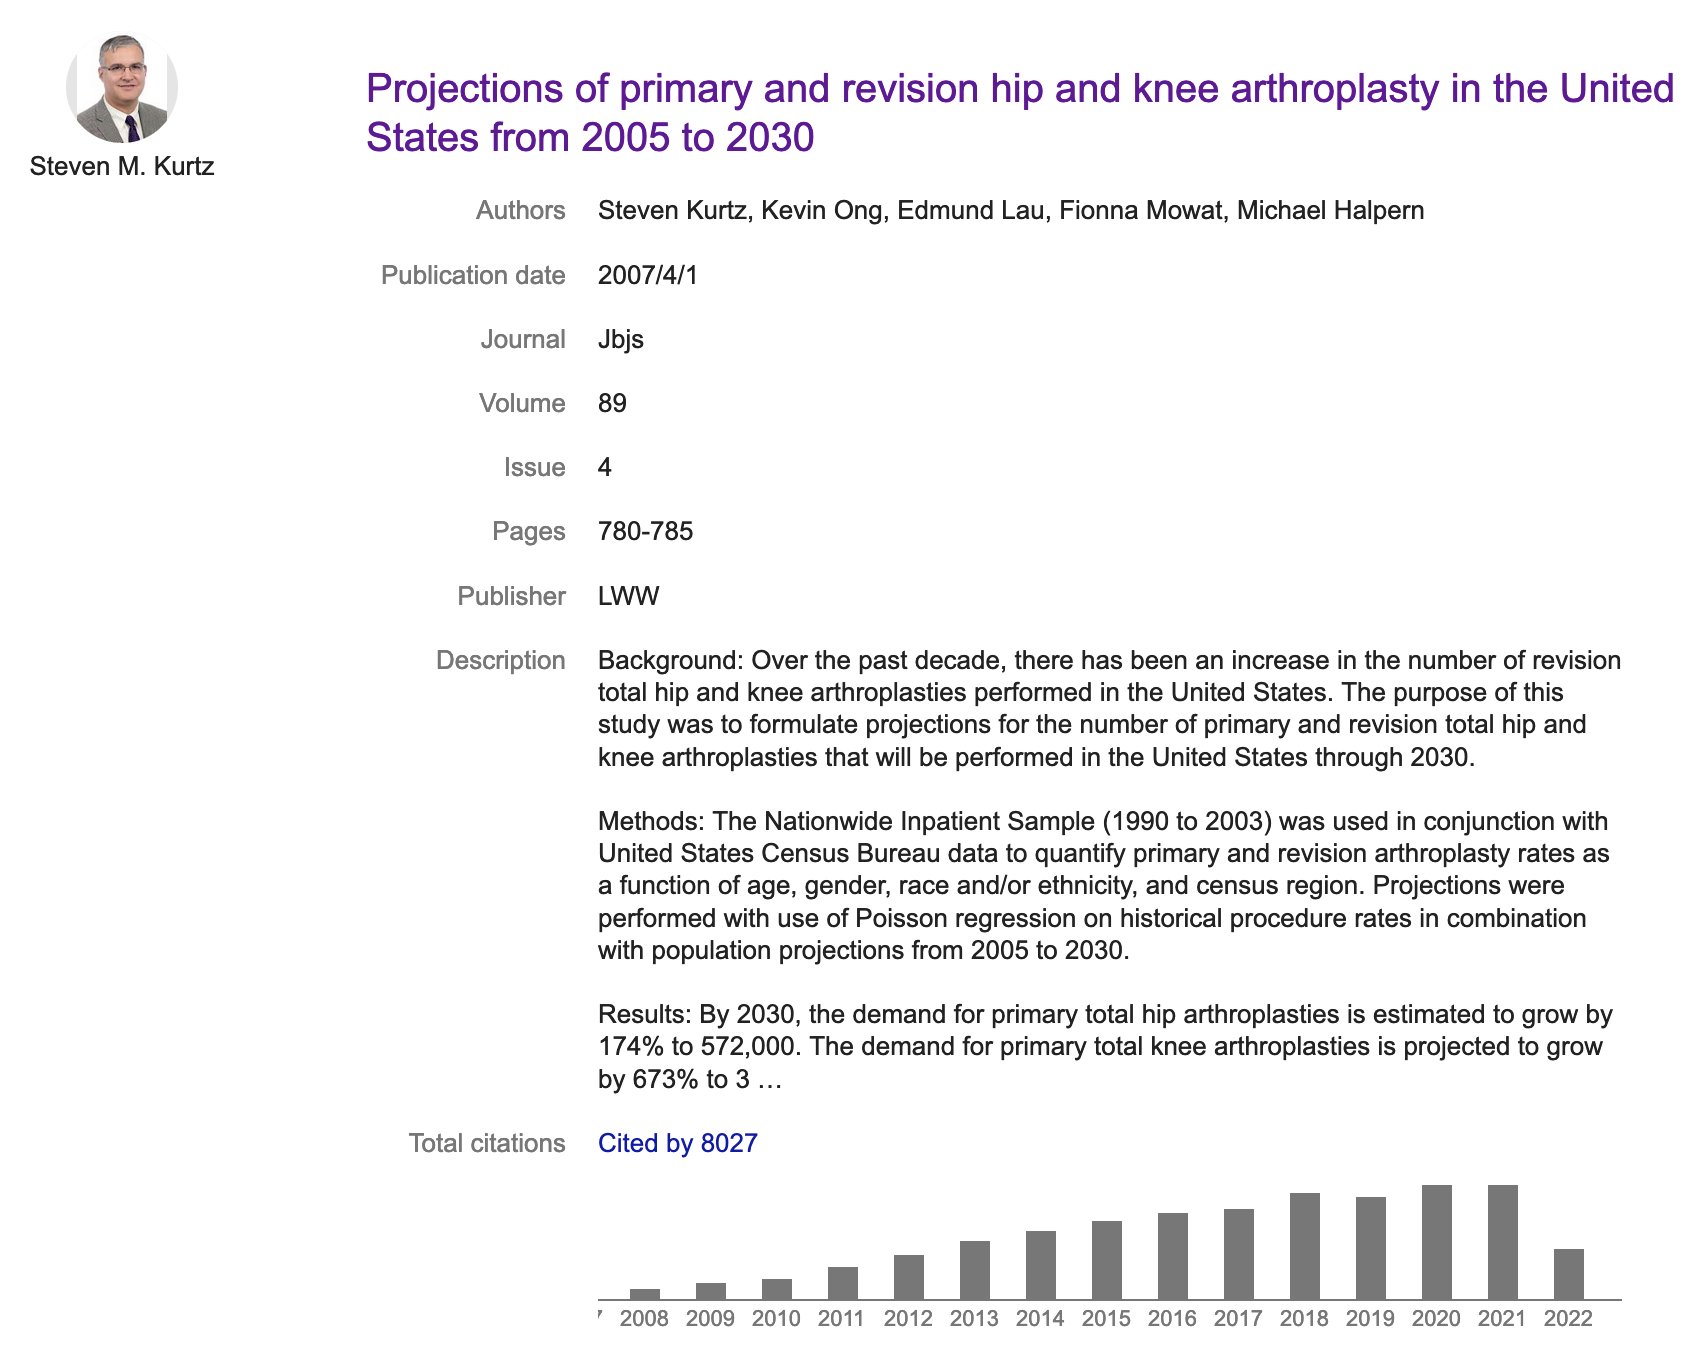 Steven M. Kurtz
Projections of primary and revision hip and knee arthroplasty in the United
States from 2005 to 2030
Authors Steven Kurtz, Kevin Ong, Edmund Lau, Fionna Mowat, Michael Halpern
Publication date 2007/4/1
Journal Jbjs
Volume 89
Issue 4
Pages 780-785
Publisher LWW
Description Background: Over the past decade, there has been an increase in the number of revision
total hip and knee arthroplasties performed in the United States. The purpose of this
study was to formulate projections for the number of primary and revision total hip and
knee arthroplasties that will be performed in the United States through 2030.
Methods: The Nationwide Inpatient Sample (1990 to 2003) was used in conjunction with
United States Census Bureau data to quantify primary and revision arthroplasty rates as
a function of age, gender, race and/or ethnicity, and census region. Projections were
performed with use of Poisson regression on historical procedure rates in combination
with population projections from 2005 to 2030.
Results: By 2030, the demand for primary total hip arthroplasties is estimated to grow by
174% to 572,000. The demand for primary total knee arthroplasties is projected to grow
by 673% to 3 …
Total citations Cited by 8027
2008 2009 2010 2011 2012 2013 2014 2015 2016 2017 2018 2019 2020 2021 2022